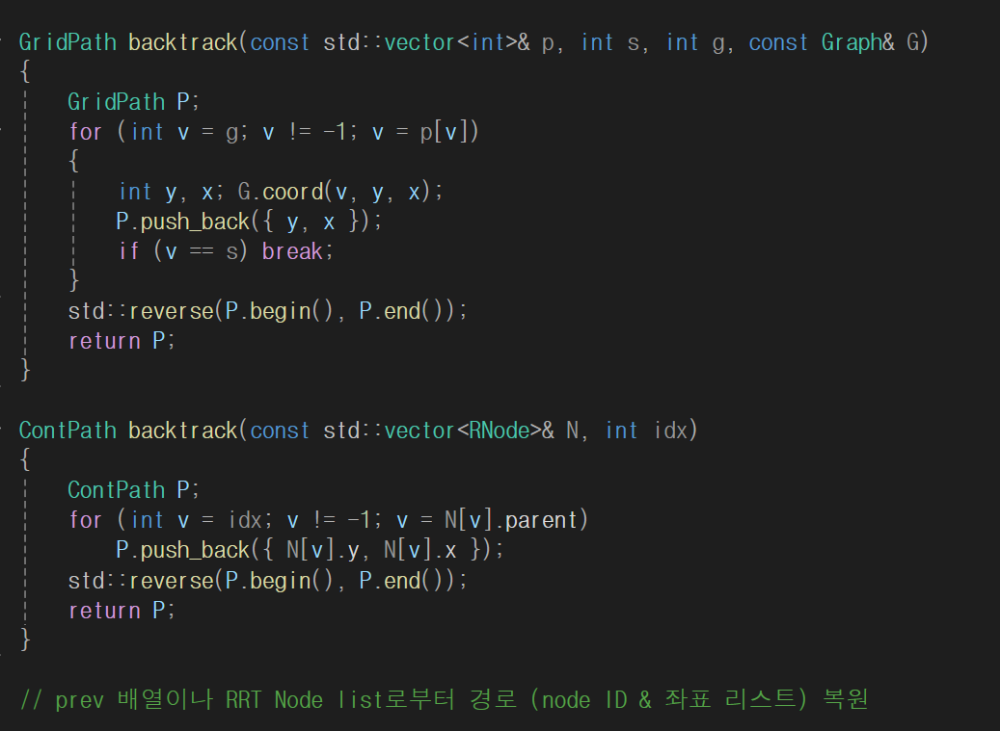 GridPath backtrack(const std::vector<int>& p, int s, int g, const Graph& G)
{
    GridPath P;
    for (int v = g; v != -1; v = p[v])
    {
        int y, x; G.coord(v, y, x);
        P.push_back({ y, x });
        if (v == s) break;
    }
    std::reverse(P.begin(), P.end());
    return P;
}
ContPath backtrack(const std::vector<RNode>& N, int idx)
{
    ContPath P;
    for (int v = idx; v != -1; v = N[v].parent)
        P.push_back({ N[v].y, N[v].x });
    std::reverse(P.begin(), P.end());
    return P;
}
// prev 배열이나 RRT Node list로부터 경로 (node ID & 좌표 리스트) 복원